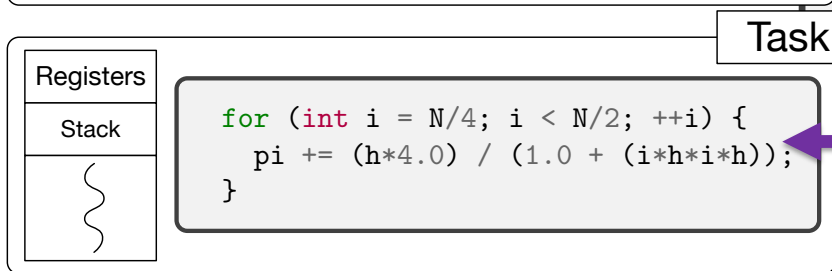 Task
Registers
Stack
for (int i = N/4; i < N/2; ++i) {
  pi += (h*4.0) / (1.0 + (i*h*i*h));
}